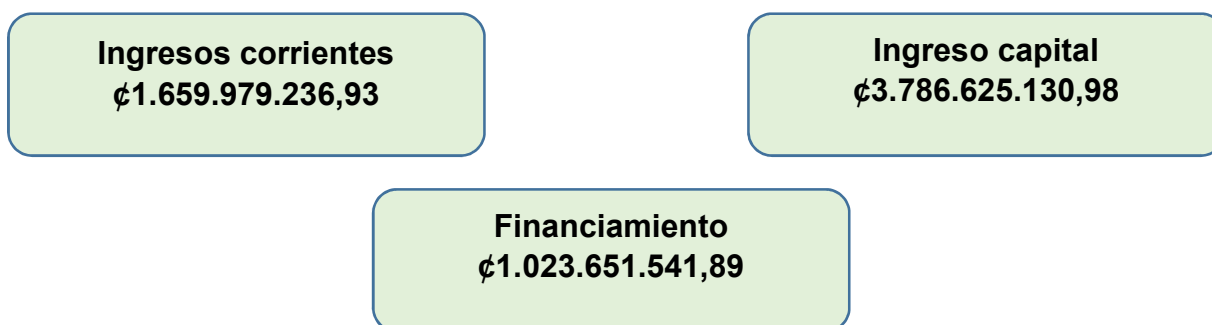 Ingresos corrientes
₡1.659.979.236,93
Ingreso capital
₡3.786.625.130,98
Financiamiento
₡1.023.651.541,89